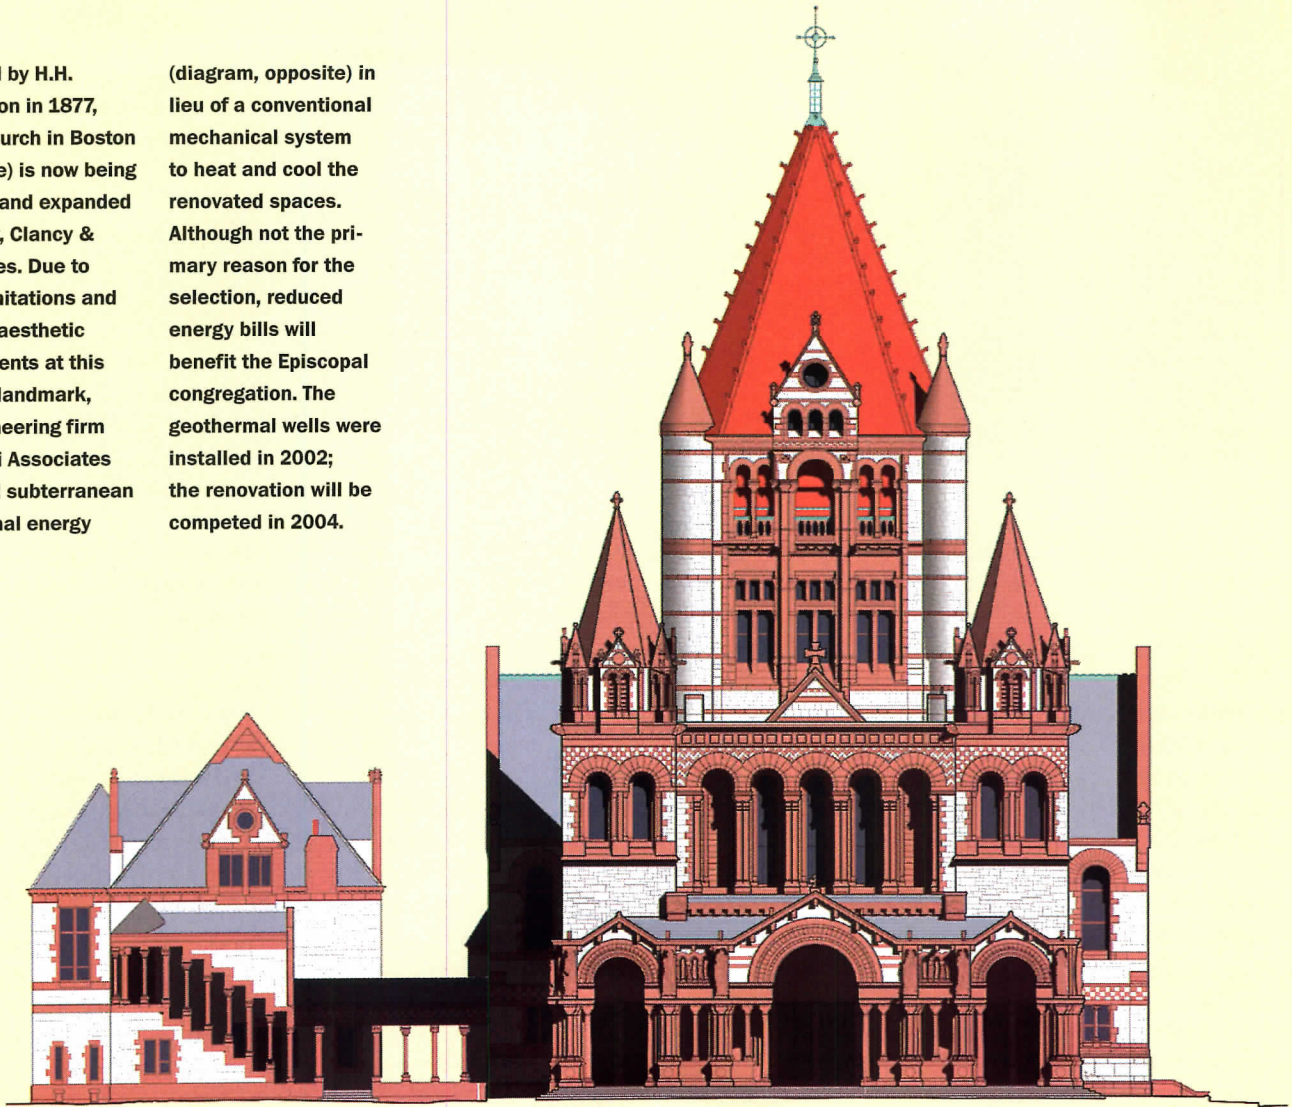 by H.H.
on in 1877,
urch in Boston
e) is now being
and expanded
, Clancy &
es. Due to
nitations and
aesthetic
ents at this
landmark,
neering firm
i Associates
subterranean
nal energy
(diagram, opposite) in
lieu of a conventional
mechanical system
to heat and cool the
renovated spaces.
Although not the pri-
mary reason for the
selection, reduced
energy bills will
benefit the Episcopal
congregation. The
geothermal wells were
installed in 2002;
the renovation will be
competed in 2004.